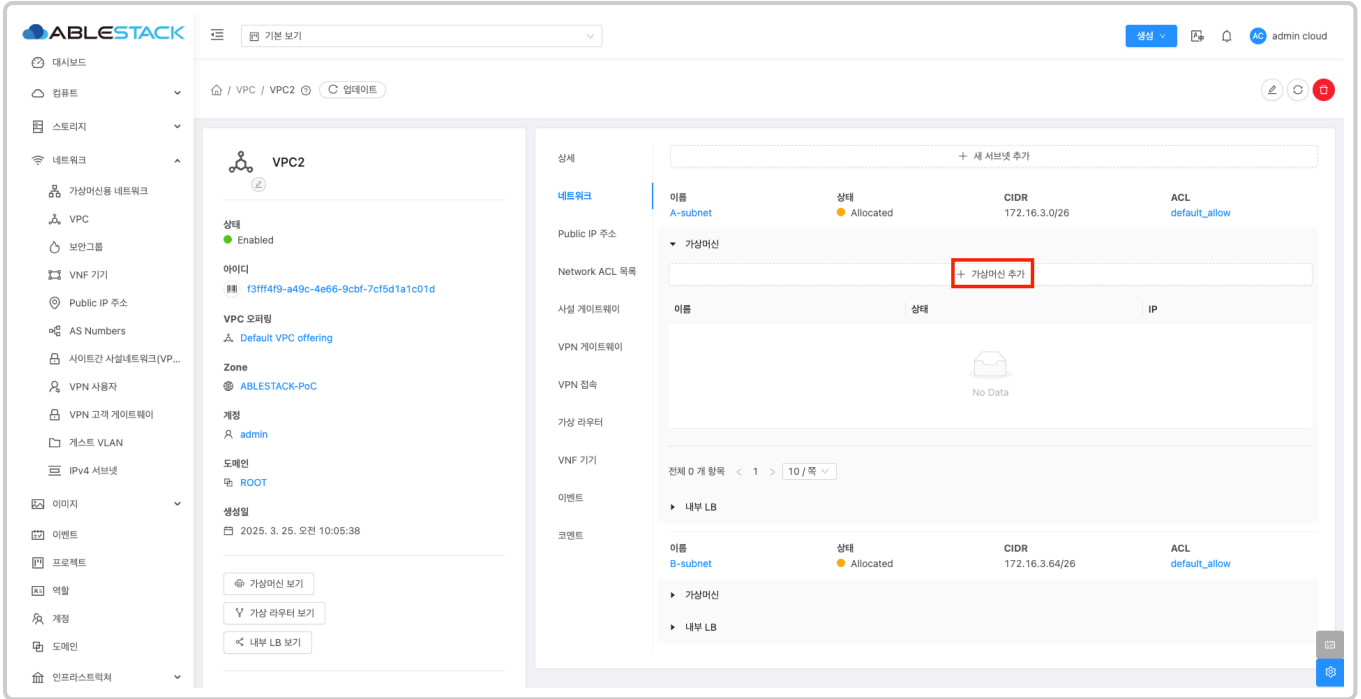 ABLESTACK
기본 보기
생성
AC admin cloud
대시보드
컴퓨트
스토리지
네트워크
가상머신용 네트워크
VPC
보안그룹
VNF 기기
Public IP 주소
AS Numbers
사이트간 사설네트워크(VP...
VPN 사용자
VPN 고객 게이트웨이
게스트 VLAN
IPv4 서브넷
이미지
이벤트
프로젝트
역할
계정
도메인
인프라스트럭쳐
/ VPC / VPC2 업데이트
VPC2
상태
Enabled
아이디
f3fff4f9-a49c-4e66-9cbf-7cf5d1a1c01d
VPC 오퍼링
Default VPC offering
Zone
ABLESTACK-PoC
계정
admin
도메인
ROOT
생성일
2025. 3. 25. 오전 10:05:38
가상머신 보기
가상 라우터 보기
내부 LB 보기
상세
네트워크
Public IP 주소
Network ACL 목록
사설 게이트웨이
VPN 게이트웨이
VPN 접속
가상 라우터
VNF 기기
이벤트
코멘트
+ 새 서브넷 추가
이름 상태 CIDR ACL
A-subnet Allocated 172.16.3.0/26 default_allow
가상머신
+ 가상머신 추가
이름 상태 IP
No Data
전체 0 개 항목 < 1 > 10 / 쪽
내부 LB
이름 상태 CIDR ACL
B-subnet Allocated 172.16.3.64/26 default_allow
가상머신
내부 LB